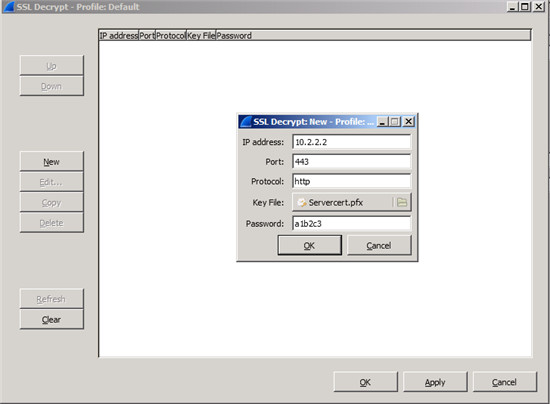 SSL Decrypt - Profile: Default
IP address Port Protocol Key File Password
Up
Down
New
Edit...
Copy
Delete
Refresh
Clear
SSL Decrypt: New - Profile: ...
IP address: 10.2.2.2
Port: 443
Protocol: http
Key File: Servercert.pfx
Password: a1b2c3
OK Cancel
OK Apply Cancel